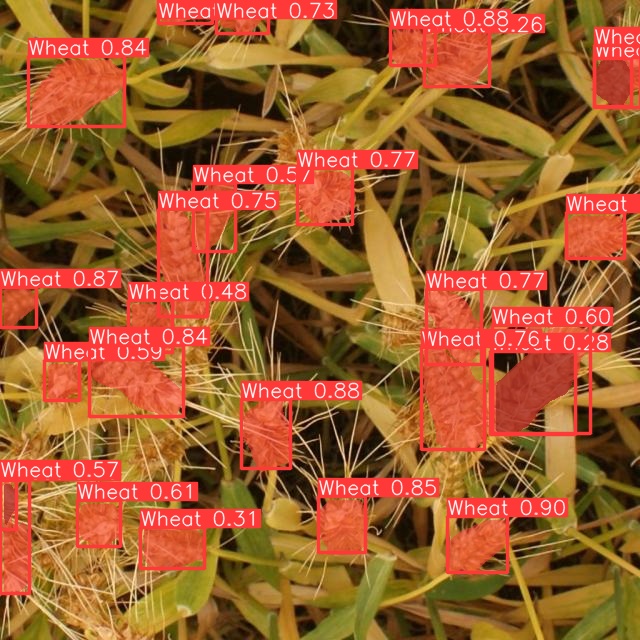 Wheat 0.73
Wheat 0.88
Wheat 0.84
Wheat 0.77
Wheat 0.57
Wheat 0.75
Wheat
Wheat 0.87
Wheat 0.77
Wheat 0.48
Wheat 0.60
Wheat 0.84
Wheat 0.76
0.28
Wheat 0.59
Wheat 0.88
Wheat 0.57
Wheat 0.85
Wheat 0.61
Wheat 0.90
Wheat 0.31